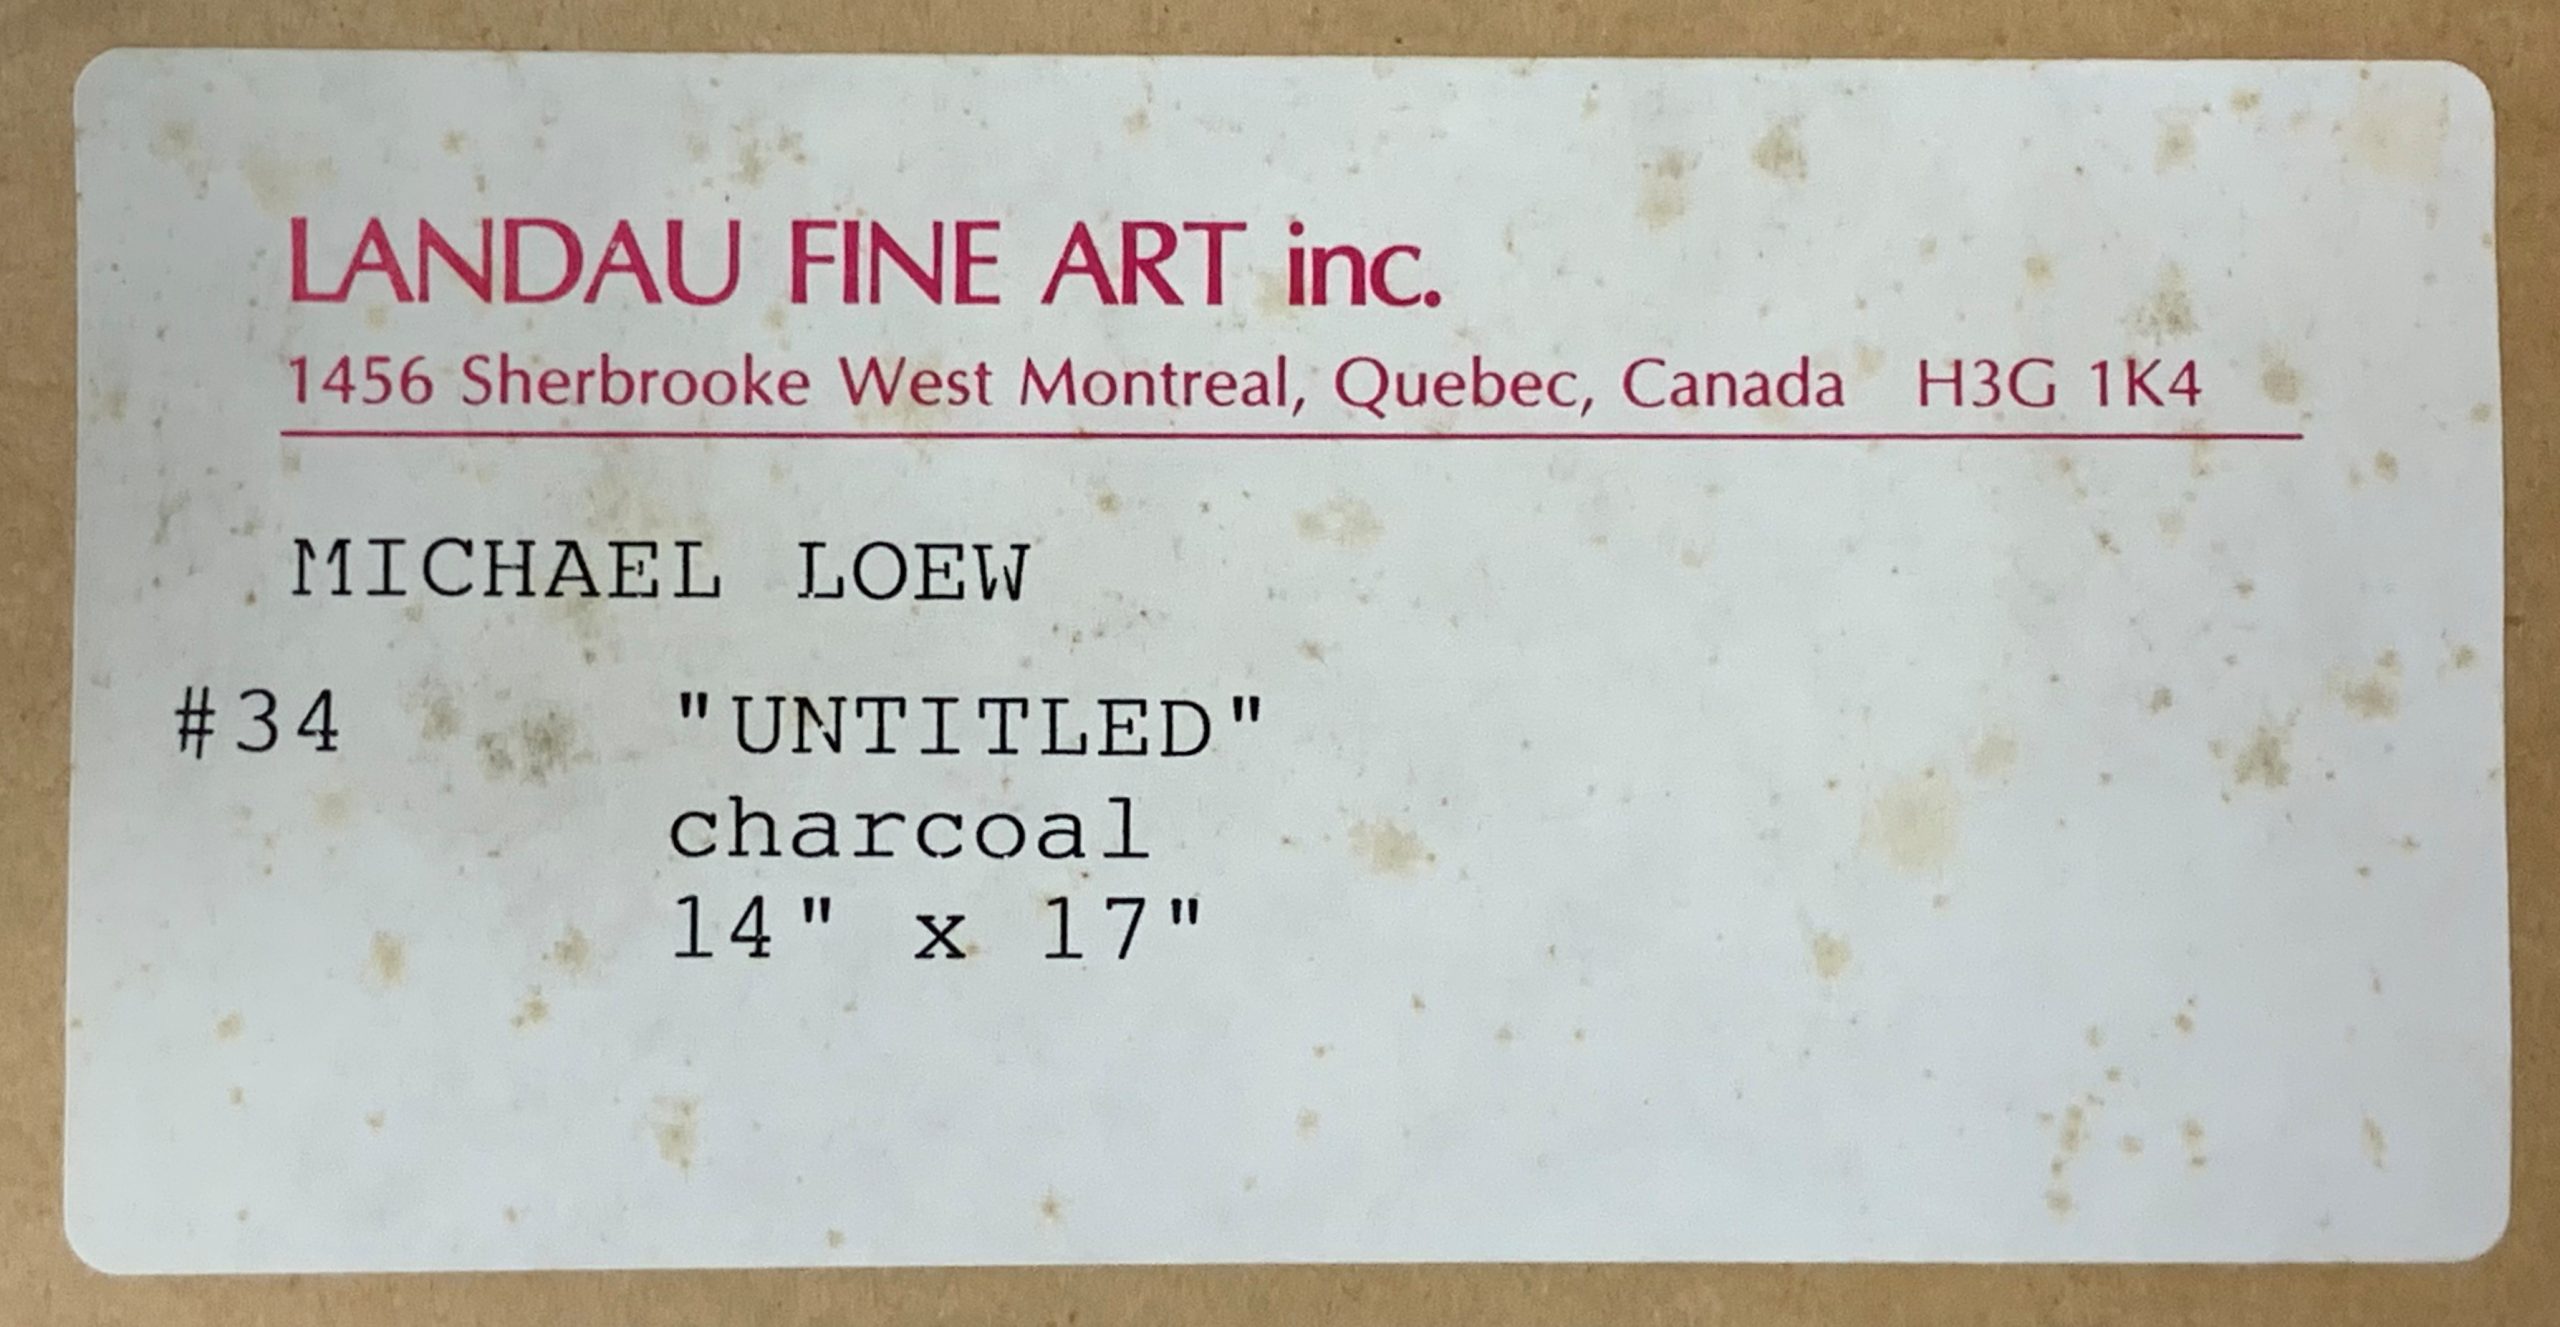 LANDAU FINE ART inc.
1456 Sherbrooke West Montreal, Quebec, Canada H3G 1K4
MICHAEL LOEW
#34 "UNTITLED"
charcoal
14" x 17"